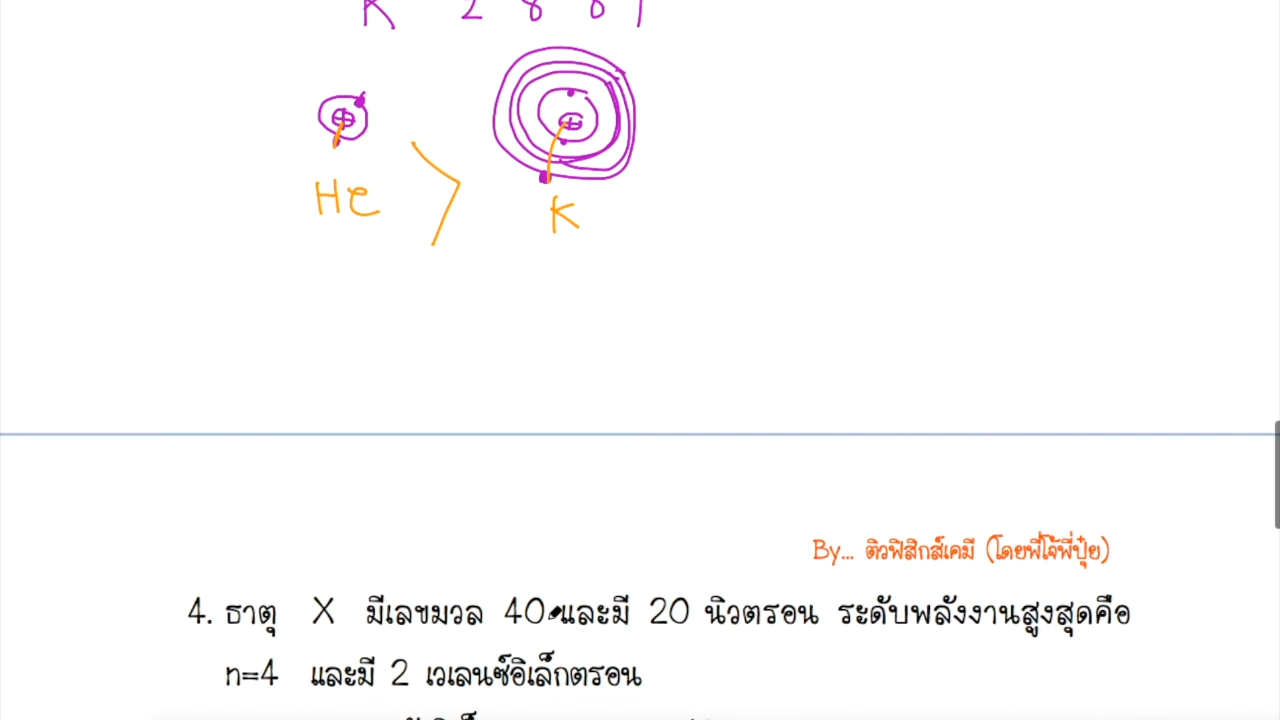 K 2 8 8 1
He > K
By... ติวฟิสิกส์เคมี (โดยพี่โจ้พี่ปุ๋ย)
4. ธาตุ X มีเลขมวล 40 และมี 20 นิวตรอน ระดับพลังงานสูงสุดคือ
n=4 และมี 2 เวเลนซ์อิเล็กตรอน